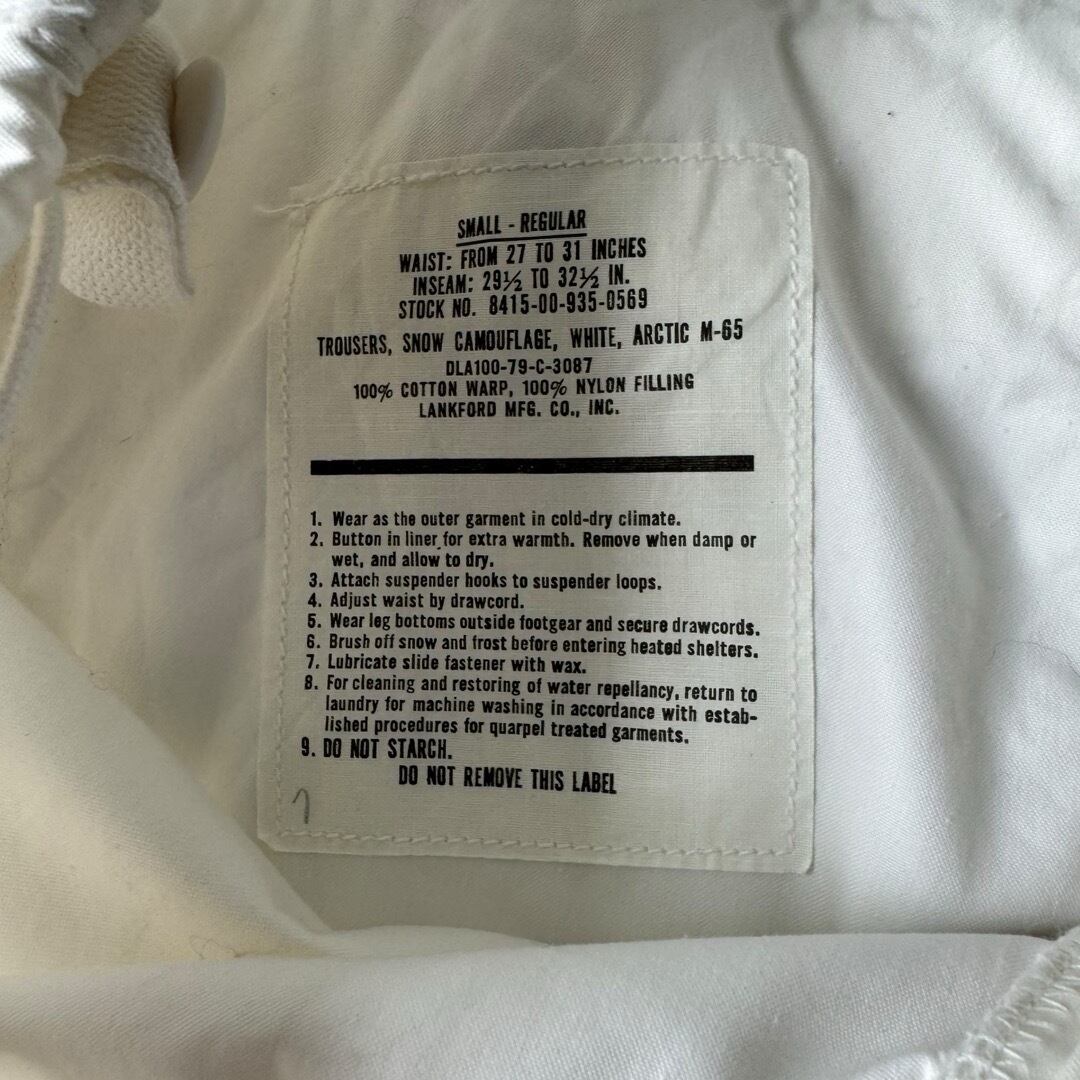 SMALL - REGULAR
WAIST: FROM 27 TO 31 INCHES
INSEAM: 29½ TO 32½ IN.
STOCK NO. 8415-00-935-0569
TROUSERS, SNOW CAMOUFLAGE, WHITE, ARCTIC M-65
DLA100-79-C-3087
100% COTTON WARP, 100% NYLON FILLING
LANKFORD MFG. CO., INC.
1. Wear as the outer garment in cold-dry climate.
2. Button in liner for extra warmth. Remove when damp or
wet, and allow to dry.
3. Attach suspender hooks to suspender loops.
4. Adjust waist by drawcord.
5. Wear leg bottoms outside footgear and secure drawcords.
6. Brush off snow and frost before entering heated shelters.
7. Lubricate slide fastener with wax.
8. For cleaning and restoring of water repellancy, return to
laundry for machine washing in accordance with estab-
lished procedures for quarpel treated garments.
9. DO NOT STARCH.
DO NOT REMOVE THIS LABEL